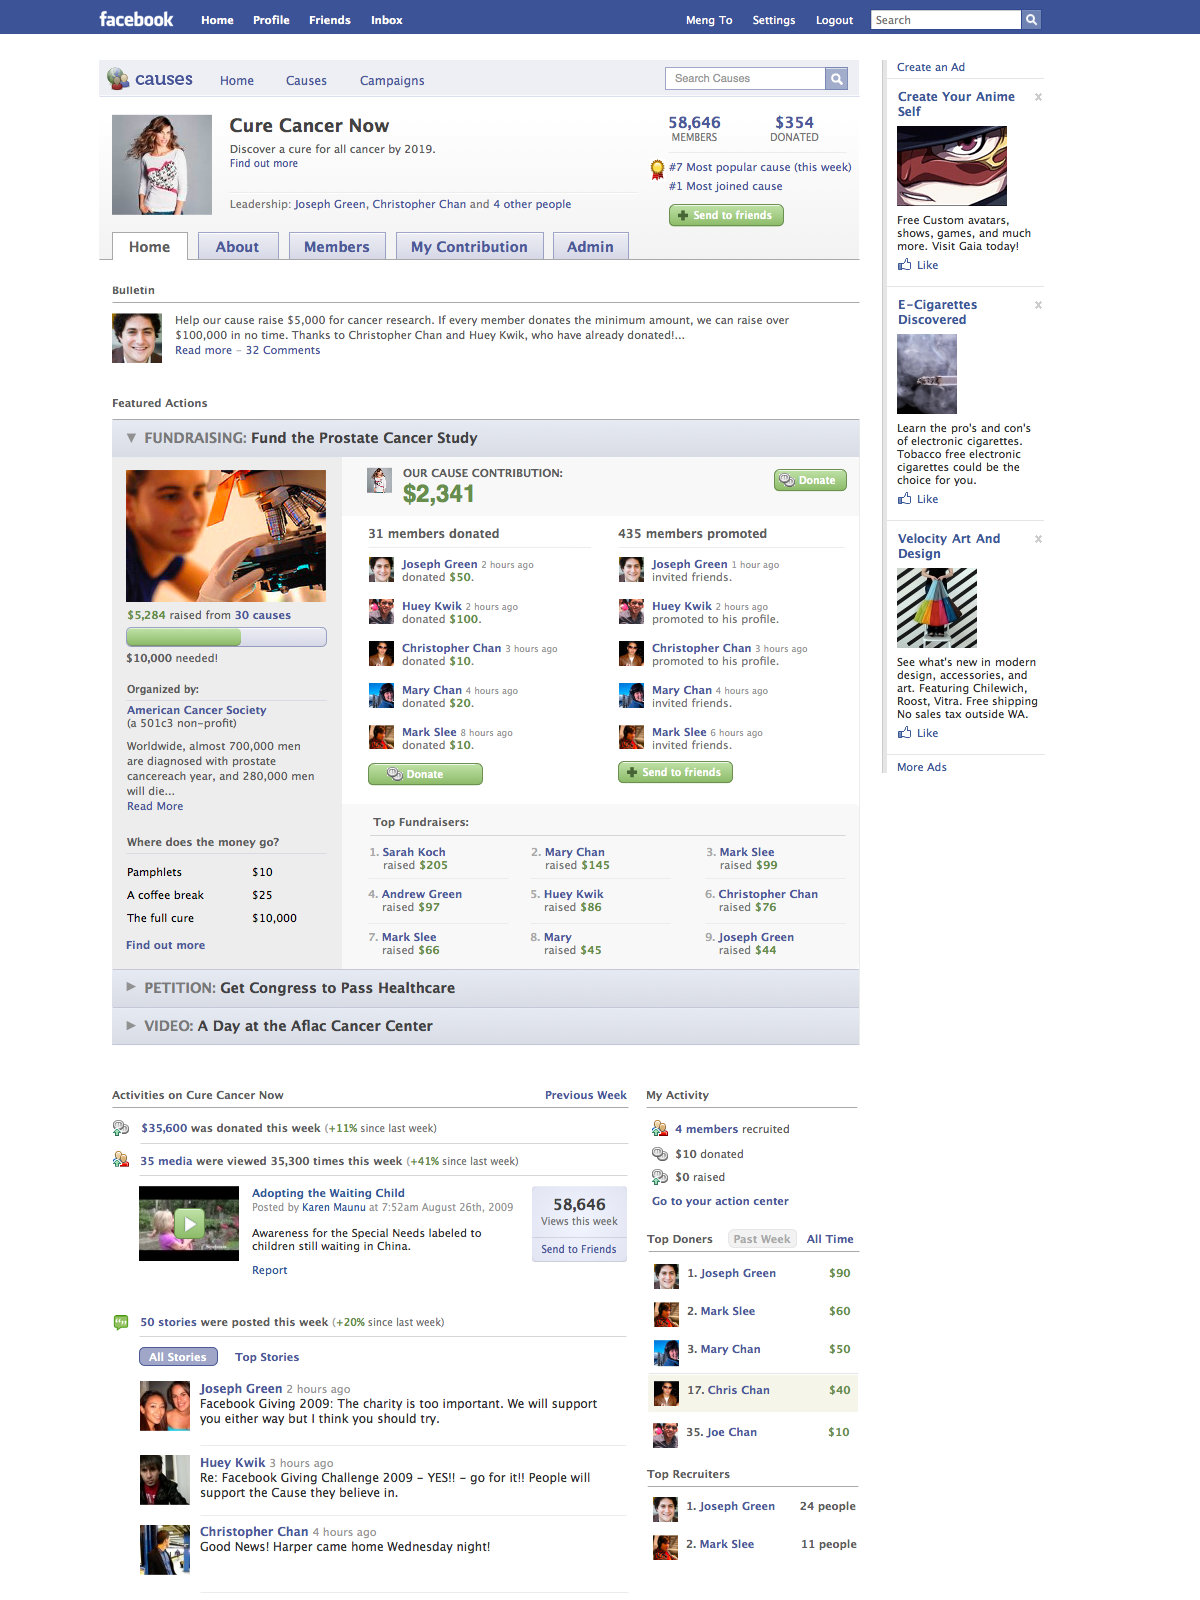 facebook Home Profile Friends Inbox Meng To Settings Logout Search
causes Home Causes Campaigns Search Causes
Cure Cancer Now
Discover a cure for all cancer by 2019.
Find out more
Leadership: Joseph Green, Christopher Chan and 4 other people
58,646 $354
MEMBERS DONATED
#7 Most popular cause (this week)
#1 Most joined cause
Send to friends
Home About Members My Contribution Admin
Bulletin
Help our cause raise $5,000 for cancer research. If every member donates the minimum amount, we can raise over
$100,000 in no time. Thanks to Christopher Chan and Huey Kwik, who have already donated!...
Read more - 32 Comments
Featured Actions
FUNDRAISING: Fund the Prostate Cancer Study
$5,284 raised from 30 causes
$10,000 needed!
Organized by:
American Cancer Society
(a 501c3 non-profit)
Worldwide, almost 700,000 men
are diagnosed with prostate
cancereach year, and 280,000 men
will die...
Read More
Where does the money go?
Pamphlets $10
A coffee break $25
The full cure $10,000
Find out more
OUR CAUSE CONTRIBUTION:
$2,341
Donate
31 members donated
Joseph Green 2 hours ago
donated $50.
Huey Kwik 2 hours ago
donated $100.
Christopher Chan 3 hours ago
donated $10.
Mary Chan 4 hours ago
donated $20.
Mark Slee 8 hours ago
donated $10.
Donate
435 members promoted
Joseph Green 1 hour ago
invited friends.
Huey Kwik 2 hours ago
promoted to his profile.
Christopher Chan 3 hours ago
promoted to his profile.
Mary Chan 4 hours ago
invited friends.
Mark Slee 6 hours ago
invited friends.
Send to friends
Top Fundraisers:
1. Sarah Koch 2. Mary Chan 3. Mark Slee
raised $205 raised $145 raised $99
4. Andrew Green 5. Huey Kwik 6. Christopher Chan
raised $97 raised $86 raised $76
7. Mark Slee 8. Mary 9. Joseph Green
raised $66 raised $45 raised $44
PETITION: Get Congress to Pass Healthcare
VIDEO: A Day at the Aflac Cancer Center
Activities on Cure Cancer Now Previous Week
$35,600 was donated this week (+11% since last week)
35 media were viewed 35,300 times this week (+41% since last week)
Adopting the Waiting Child
Posted by Karen Maunu at 7:52am August 26th, 2009
Awareness for the Special Needs labeled to
children still waiting in China.
Report
58,646
Views this week
Send to Friends
50 stories were posted this week (+20% since last week)
All Stories Top Stories
Joseph Green 2 hours ago
Facebook Giving 2009: The charity is too important. We will support
you either way but I think you should try.
Huey Kwik 3 hours ago
Re: Facebook Giving Challenge 2009 - YES!! - go for it!! People will
support the Cause they believe in.
Christopher Chan 4 hours ago
Good News! Harper came home Wednesday night!
My Activity
4 members recruited
$10 donated
$0 raised
Go to your action center
Top Doners Past Week All Time
1. Joseph Green $90
2. Mark Slee $60
3. Mary Chan $50
17. Chris Chan $40
35. Joe Chan $10
Top Recruiters
1. Joseph Green 24 people
2. Mark Slee 11 people
Create an Ad
Create Your Anime x
Self
Free Custom avatars,
shows, games, and much
more. Visit Gaia today!
Like
E-Cigarettes x
Discovered
Learn the pro's and con's
of electronic cigarettes.
Tobacco free electronic
cigarettes could be the
choice for you.
Like
Velocity Art And x
Design
See what's new in modern
design, accessories, and
art. Featuring Chilewich,
Roost, Vitra. Free shipping
No sales tax outside WA.
Like
More Ads